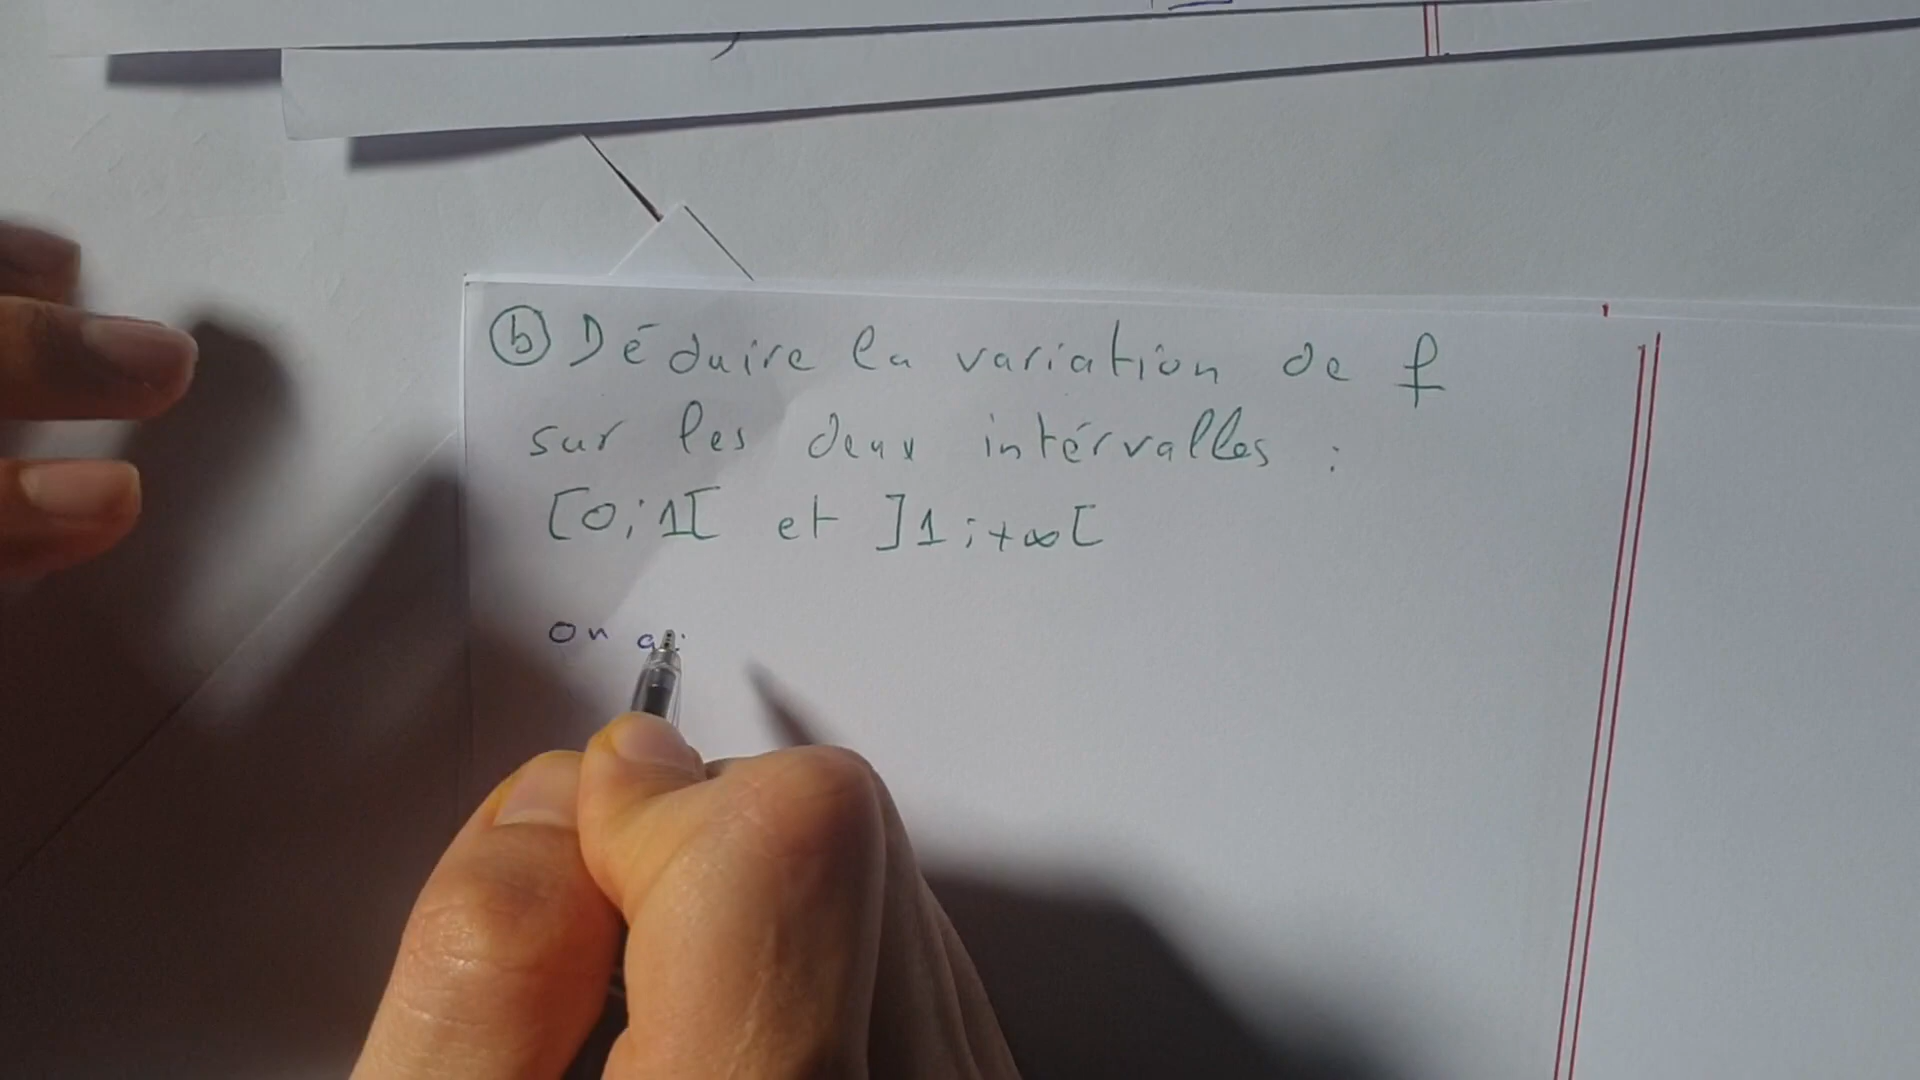 ⓑ Déduire la variation de f
sur les deux intérvalles :
[0;1[ et ]1;+∞[
on a: